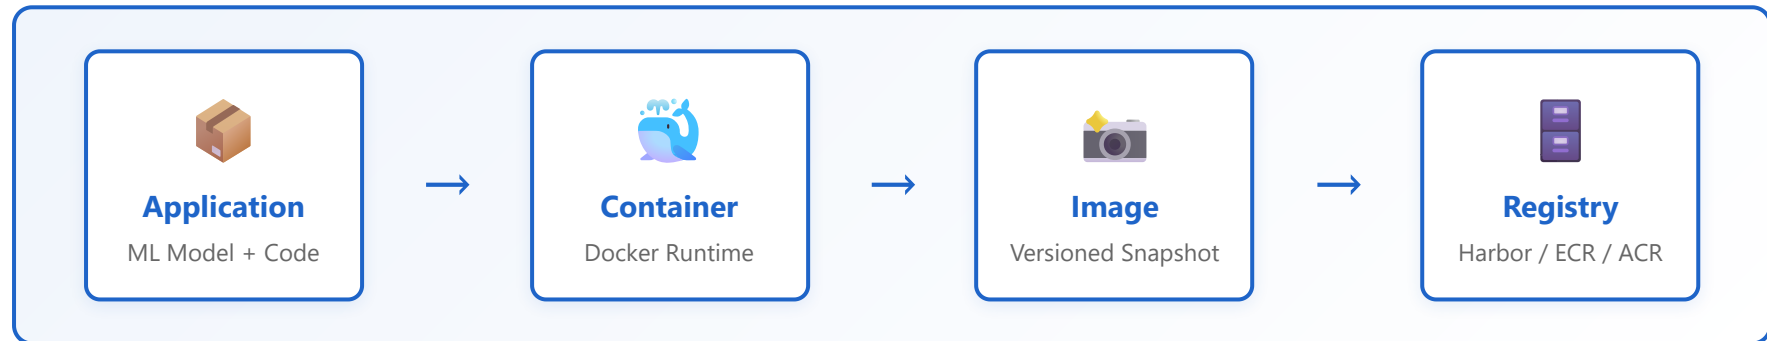 Application
ML Model + Code
→
Container
Docker Runtime
→
Image
Versioned Snapshot
→
Registry
Harbor / ECR / ACR